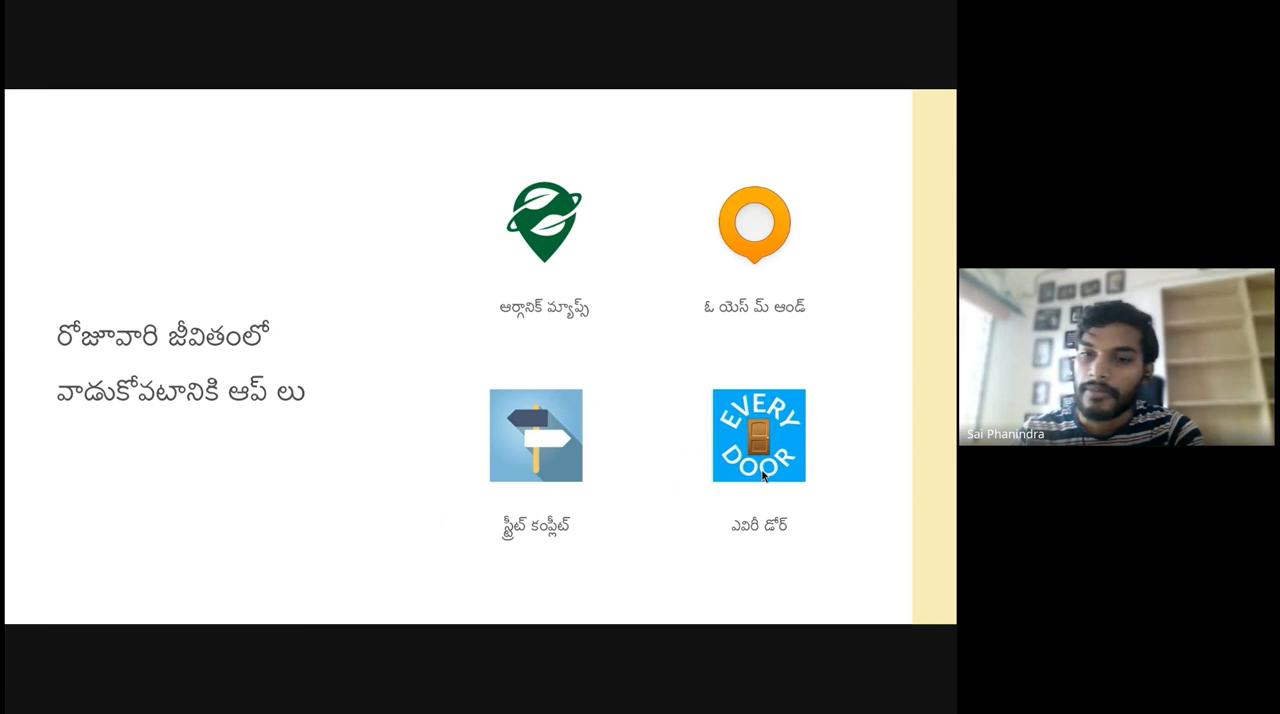 రోజూవారి జీవితంలో
వాడుకోవటానికి ఆప్ లు
ఆర్గానిక్ మ్యాప్స్
ఓ యెస్ మ్ ఆండ్
EVERY
DOOR
స్ట్రీట్ కంప్లీట్
ఎవిరీ డోర్
Sai Phanindra